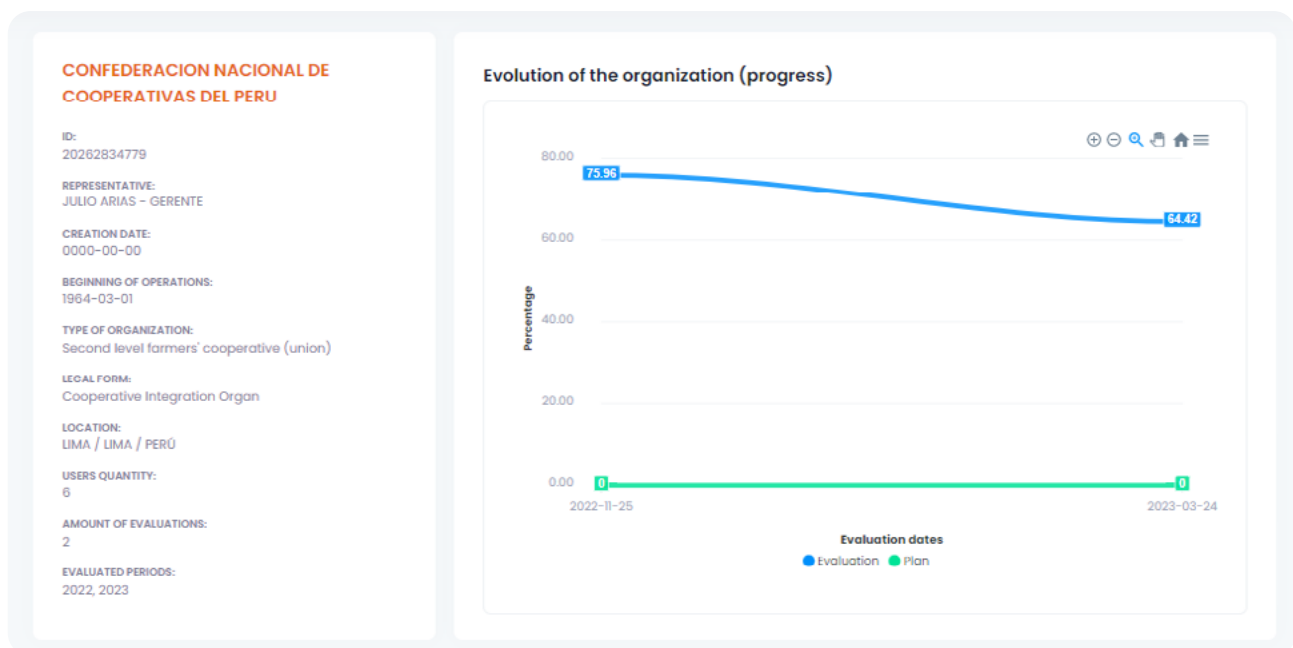 CONFEDERACION NACIONAL DE
COOPERATIVAS DEL PERU
ID:
20262834779
REPRESENTATIVE:
JULIO ARIAS - GERENTE
CREATION DATE:
0000-00-00
BEGINNING OF OPERATIONS:
1964-03-01
TYPE OF ORGANIZATION:
Second level farmers' cooperative (union)
LEGAL FORM:
Cooperative Integration Organ
LOCATION:
LIMA / LIMA / PERÚ
USERS QUANTITY:
6
AMOUNT OF EVALUATIONS:
2
EVALUATED PERIODS:
2022, 2023
Evolution of the organization (progress)
80.00
75.96
64.42
60.00
Percentage
40.00
20.00
0.00
0
0
2022-11-25
2023-03-24
Evaluation dates
Evaluation Plan